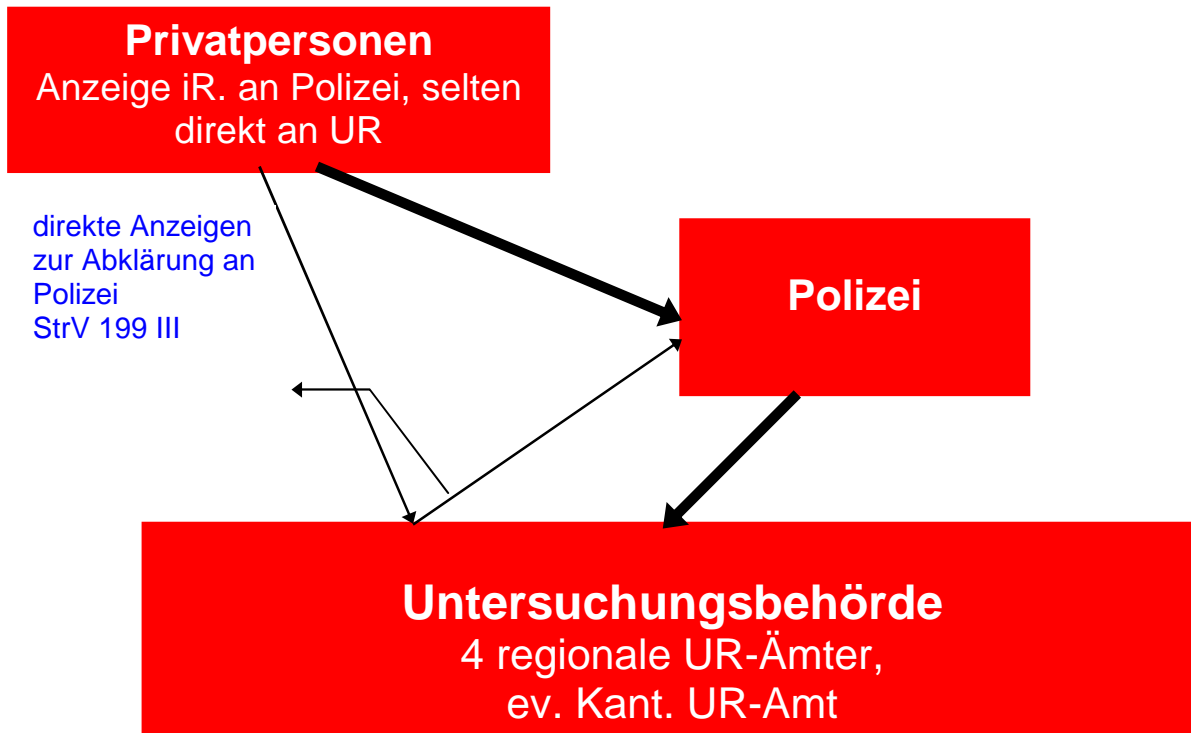 Privatpersonen
Anzeige iR. an Polizei, selten
direkt an UR
direkte Anzeigen
zur Abklärung an
Polizei
StrV 199 III
Polizei
Untersuchungsbehörde
4 regionale UR-Ämter,
ev. Kant. UR-Amt